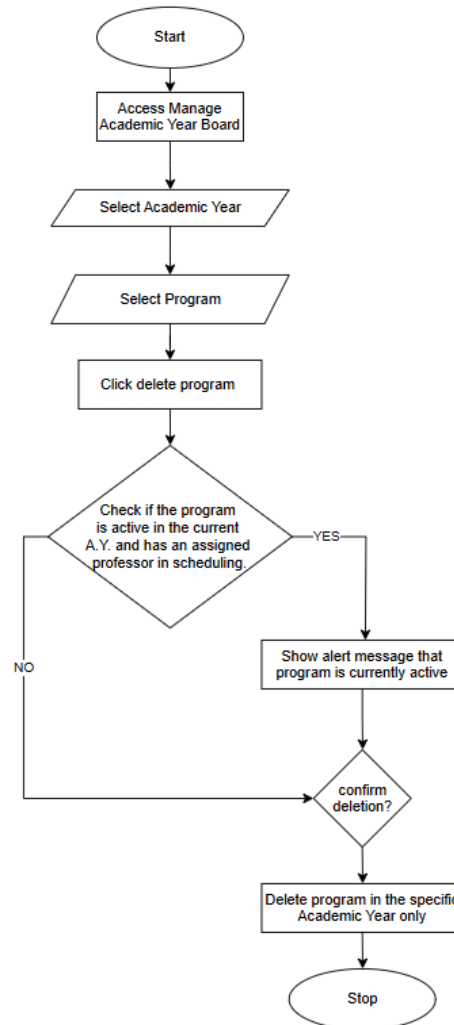 Start
Access Manage
Academic Year Board
Select Academic Year
Select Program
Click delete program
Check if the program
is active in the current
A.Y. and has an assigned
professor in scheduling.
YES
NO
Show alert message that
program is currently active
confirm
deletion?
Delete program in the specific
Academic Year only
Stop